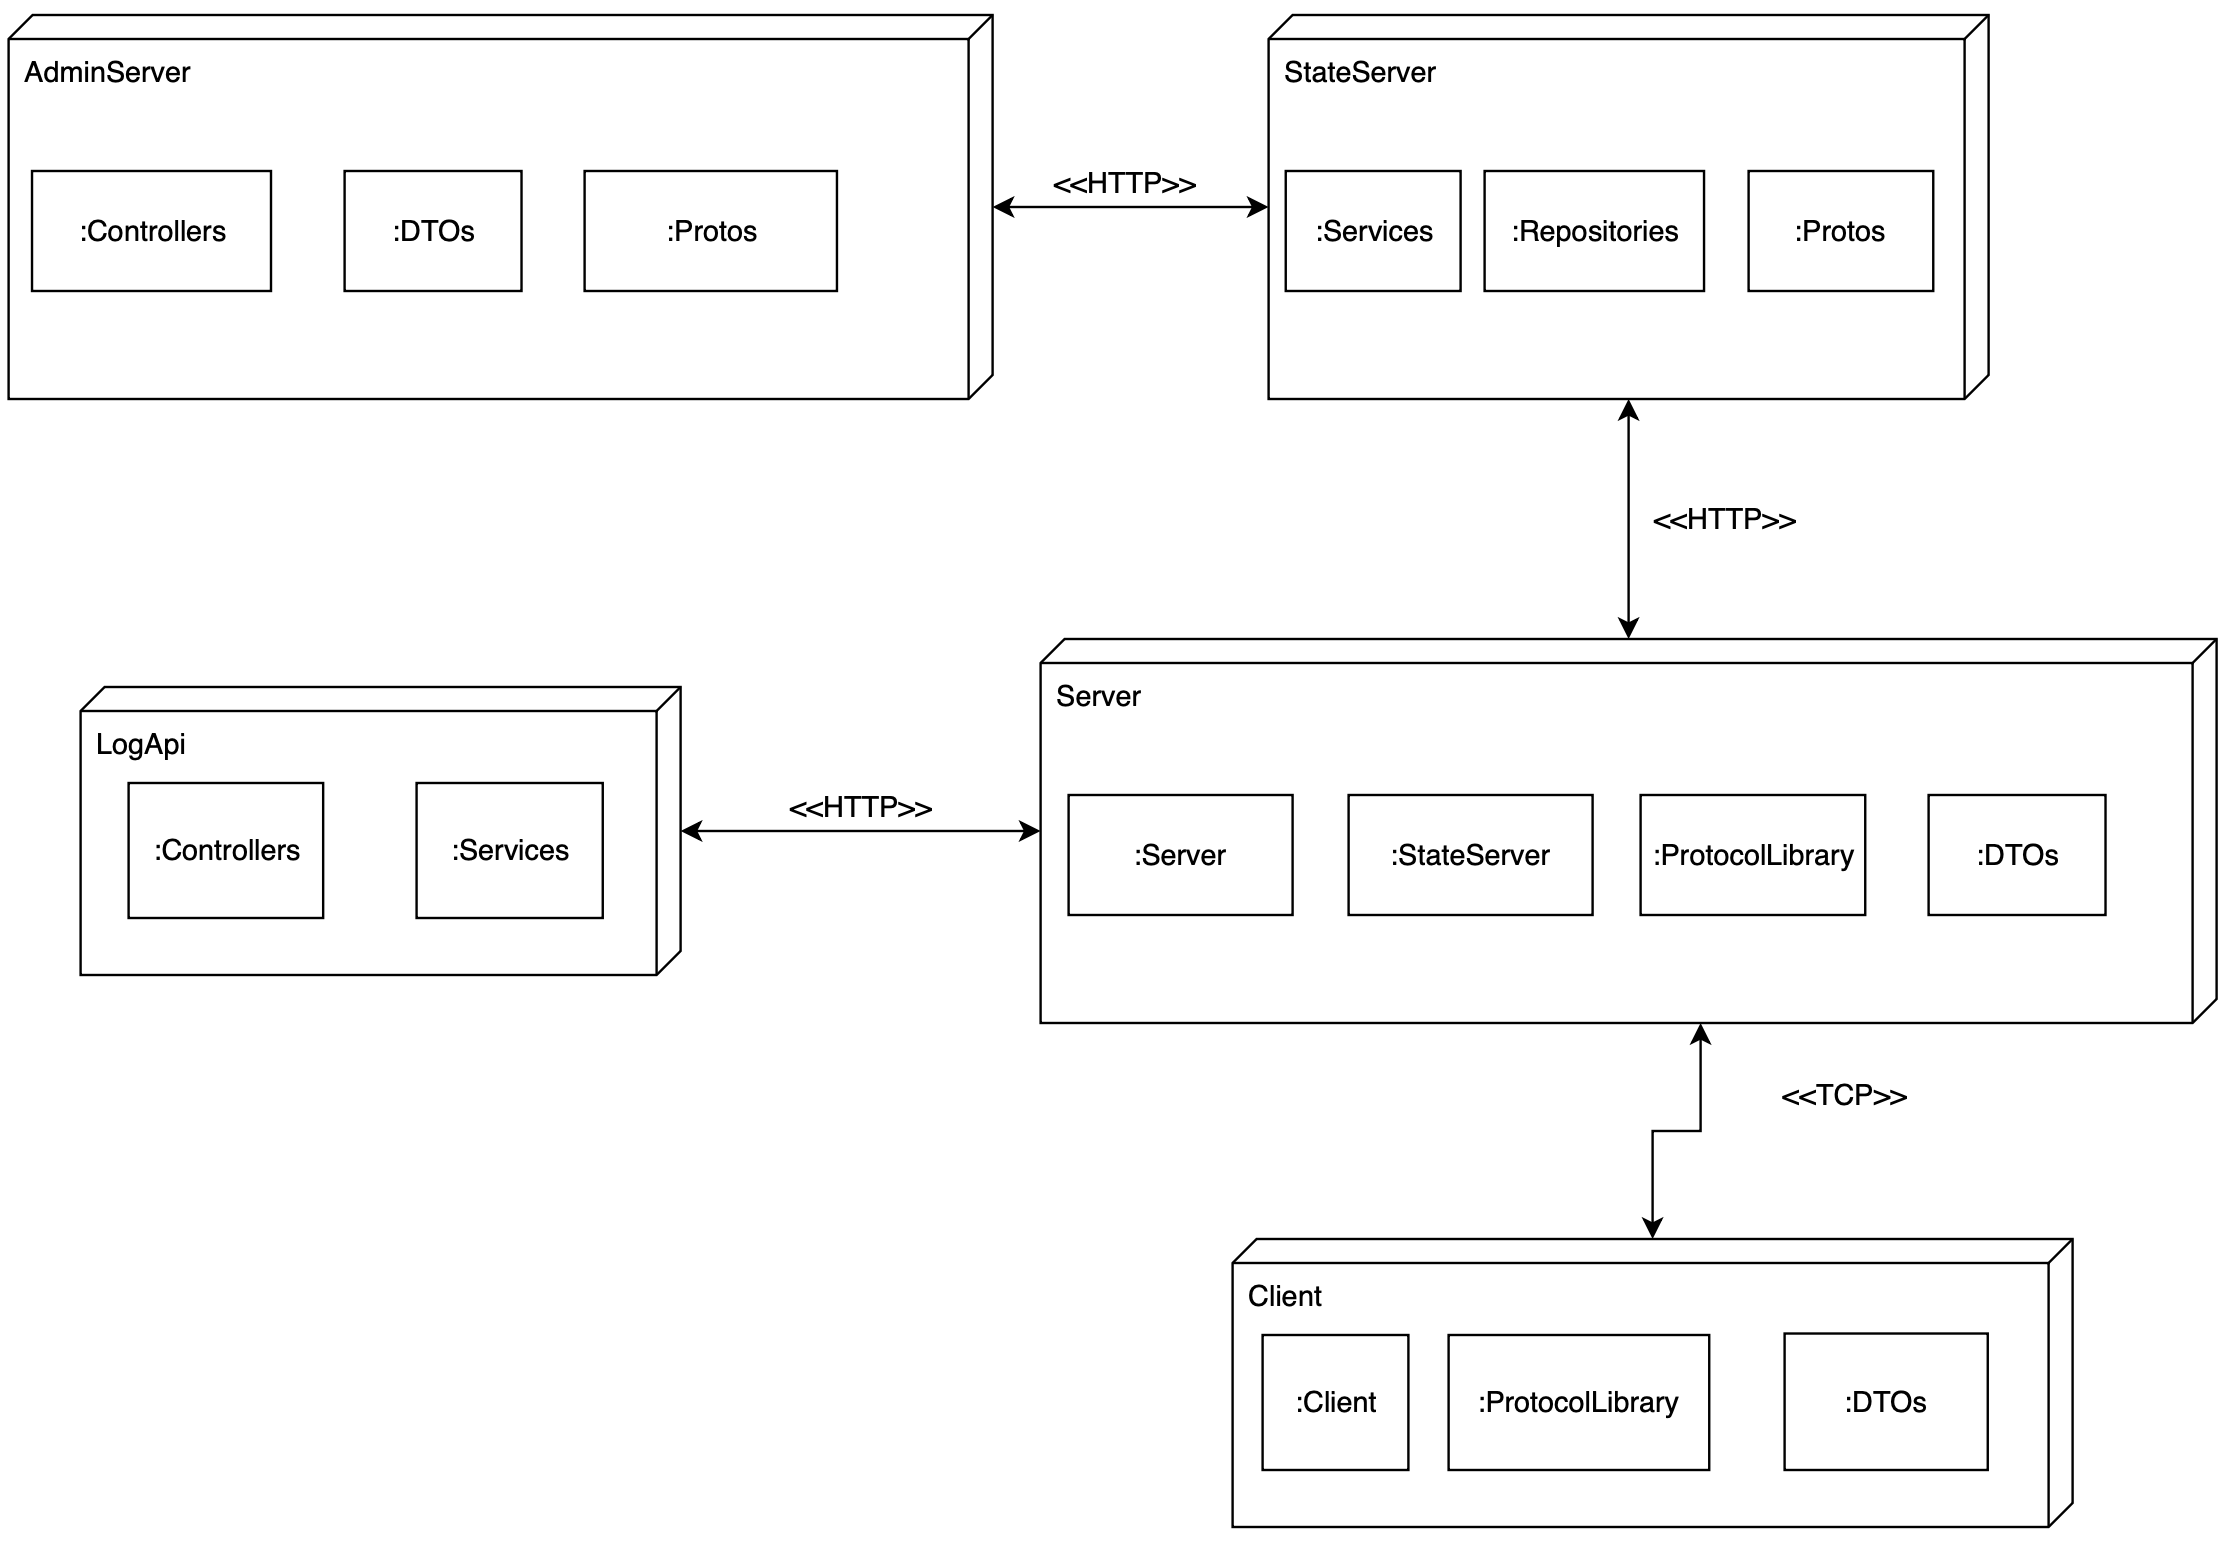 AdminServer
:Controllers
:DTOs
:Protos
<<HTTP>>
StateServer
:Services
:Repositories
:Protos
<<HTTP>>
LogApi
:Controllers
:Services
<<HTTP>>
Server
:Server
:StateServer
:ProtocolLibrary
:DTOs
<<TCP>>
Client
:Client
:ProtocolLibrary
:DTOs